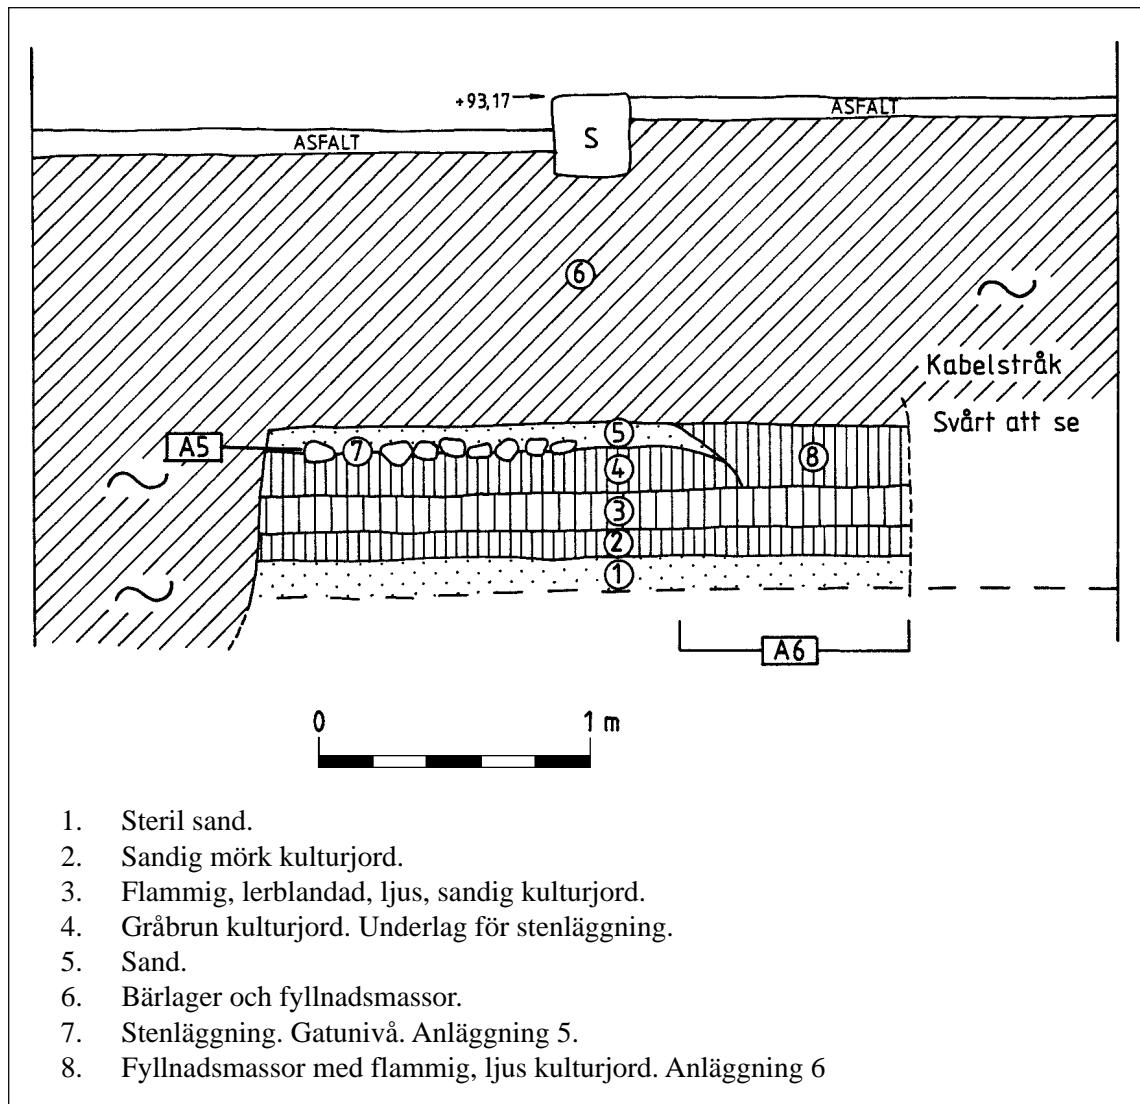 +93,17
ASFALT
S
ASFALT
6
Kabelstråk
Svårt att se
A5
7
5
4
8
3
2
1
A6
0 1 m
1. Steril sand.
2. Sandig mörk kulturjord.
3. Flammig, lerblandad, ljus, sandig kulturjord.
4. Gråbrun kulturjord. Underlag för stenläggning.
5. Sand.
6. Bärlager och fyllnadsmassor.
7. Stenläggning. Gatunivå. Anläggning 5.
8. Fyllnadsmassor med flammig, ljus kulturjord. Anläggning 6